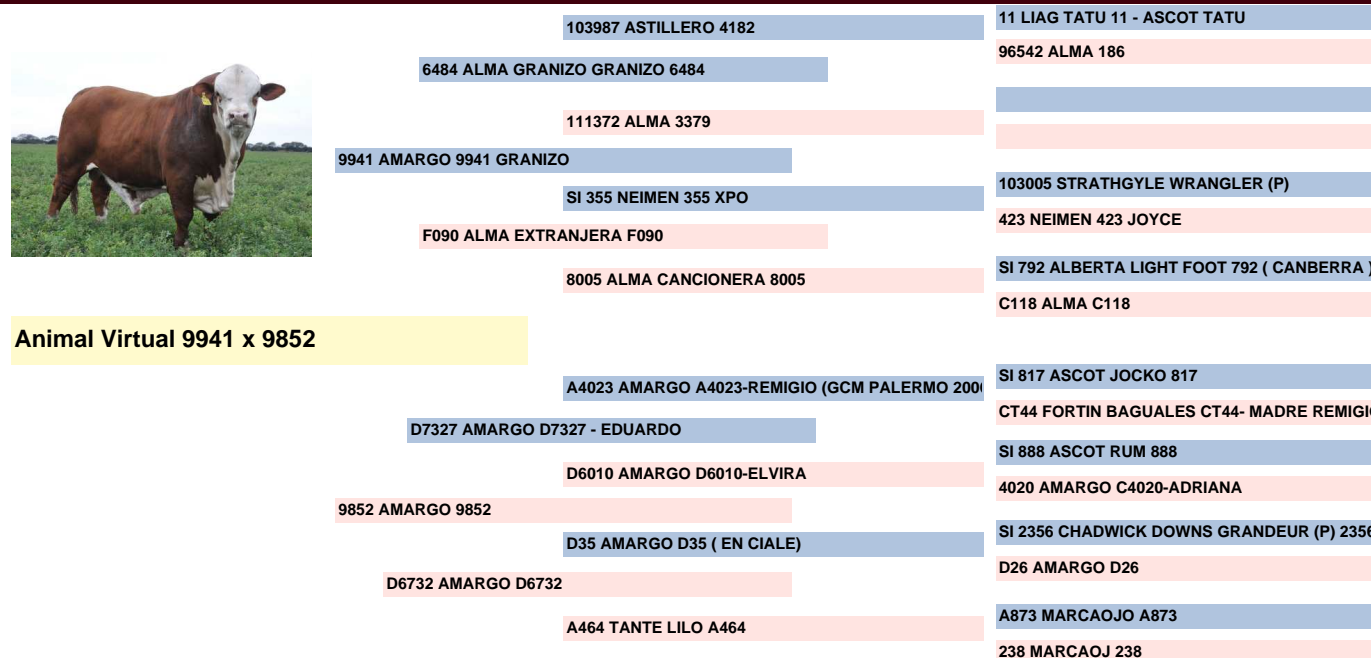 11 LIAG TATU 11 - ASCOT TATU
103987 ASTILLERO 4182
96542 ALMA 186
6484 ALMA GRANIZO GRANIZO 6484
111372 ALMA 3379
9941 AMARGO 9941 GRANIZO
103005 STRATHGYLE WRANGLER (P)
SI 355 NEIMEN 355 XPO
423 NEIMEN 423 JOYCE
F090 ALMA EXTRANJERA F090
SI 792 ALBERTA LIGHT FOOT 792 ( CANBERRA )
8005 ALMA CANCIONERA 8005
C118 ALMA C118
Animal Virtual 9941 x 9852
SI 817 ASCOT JOCKO 817
A4023 AMARGO A4023-REMIGIO (GCM PALERMO 200
CT44 FORTIN BAGUALES CT44- MADRE REMIGI
D7327 AMARGO D7327 - EDUARDO
SI 888 ASCOT RUM 888
D6010 AMARGO D6010-ELVIRA
4020 AMARGO C4020-ADRIANA
9852 AMARGO 9852
SI 2356 CHADWICK DOWNS GRANDEUR (P) 2356
D35 AMARGO D35 ( EN CIALE)
D26 AMARGO D26
D6732 AMARGO D6732
A873 MARCAOJO A873
A464 TANTE LILO A464
238 MARCAOJ 238